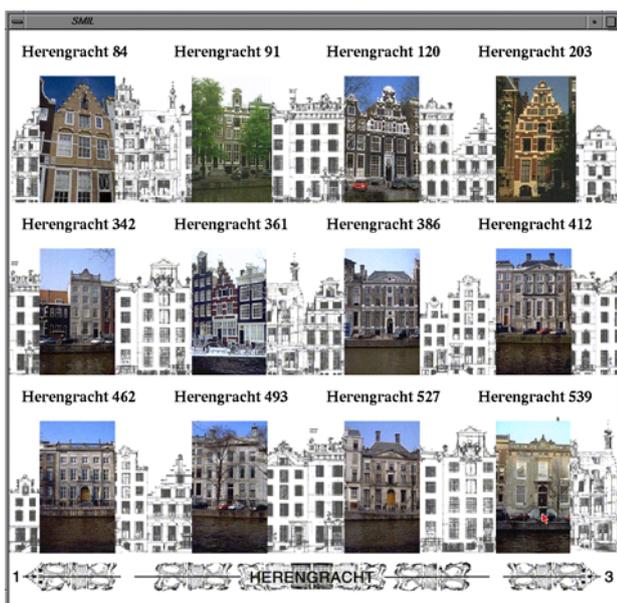 SMIL
Herengracht 84 Herengracht 91 Herengracht 120 Herengracht 203
Herengracht 342 Herengracht 361 Herengracht 386 Herengracht 412
Herengracht 462 Herengracht 493 Herengracht 527 Herengracht 539
1 HERENGRACHT 3